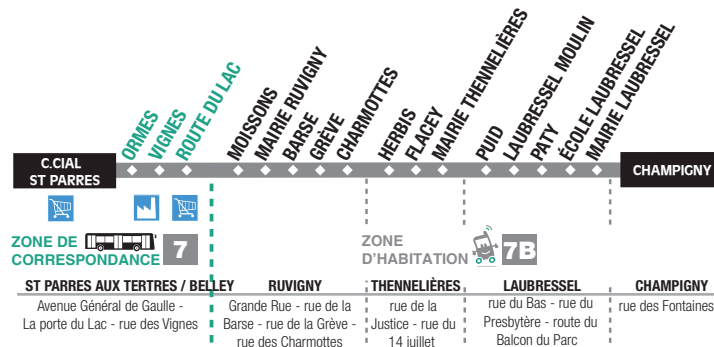 C.CIAL
ST PARRES
ORMES
VIGNES
ROUTE DU LAC
MOISSONS
MAIRIE RUVIGNY
BARSE
GRÈVE
CHARMOTTES
HERBIS
FLACEY
MAIRIE THENNELIÈRES
PUID
LAUBRESSEL MOULIN
PATY
ÉCOLE LAUBRESSEL
MAIRIE LAUBRESSEL
CHAMPIGNY
ZONE DE
CORRESPONDANCE 7
ZONE
D'HABITATION 7B
ST PARRES AUX TERTRES / BELLEY
Avenue Général de Gaulle -
La porte du Lac - rue des Vignes
RUVIGNY
Grande Rue - rue de la
Barse - rue de la Grève -
rue des Charmottes
THENNELIÈRES
rue de la
Justice - rue du
14 juillet
LAUBRESSEL
rue du Bas - rue du
Presbytère - route du
Balcon du Parc
CHAMPIGNY
rue des Fontaines